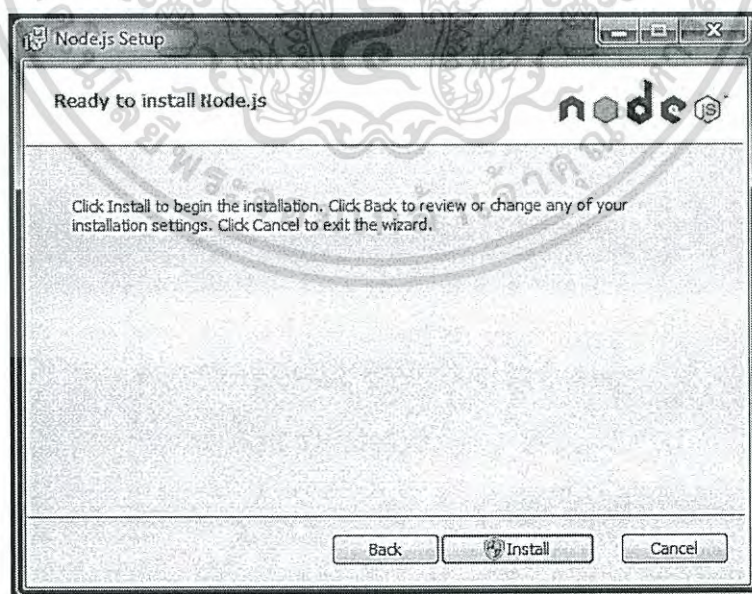 Node.js Setup
Ready to install Node.js
node JS
Click Install to begin the installation. Click Back to review or change any of your
installation settings. Click Cancel to exit the wizard.
Back
Install
Cancel